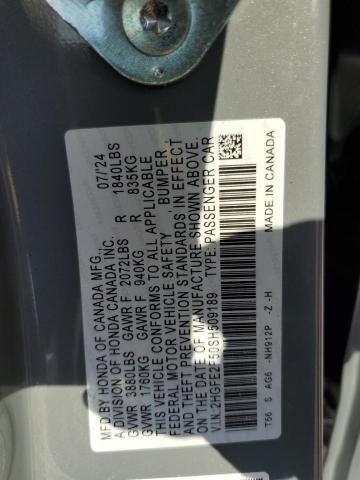 MFD BY HONDA OF CANADA MFG. 07/24
A DIVISION OF HONDA CANADA INC.
GVWR 3880LBS GAWR F 2072LBS R 1840LBS
GVWR 1760KG GAWR F 940KG R 835KG
THIS VEHICLE CONFORMS TO ALL APPLICABLE
FEDERAL MOTOR VEHICLE SAFETY, BUMPER,
AND THEFT PREVENTION STANDARDS IN EFFECT
ON THE DATE OF MANUFACTURE SHOWN ABOVE.
V.I.N.:2HGFE2F50SH509189 TYPE:PASSENGER CAR
T56 S AG6 -NH912P -Z -H MADE IN CANADA